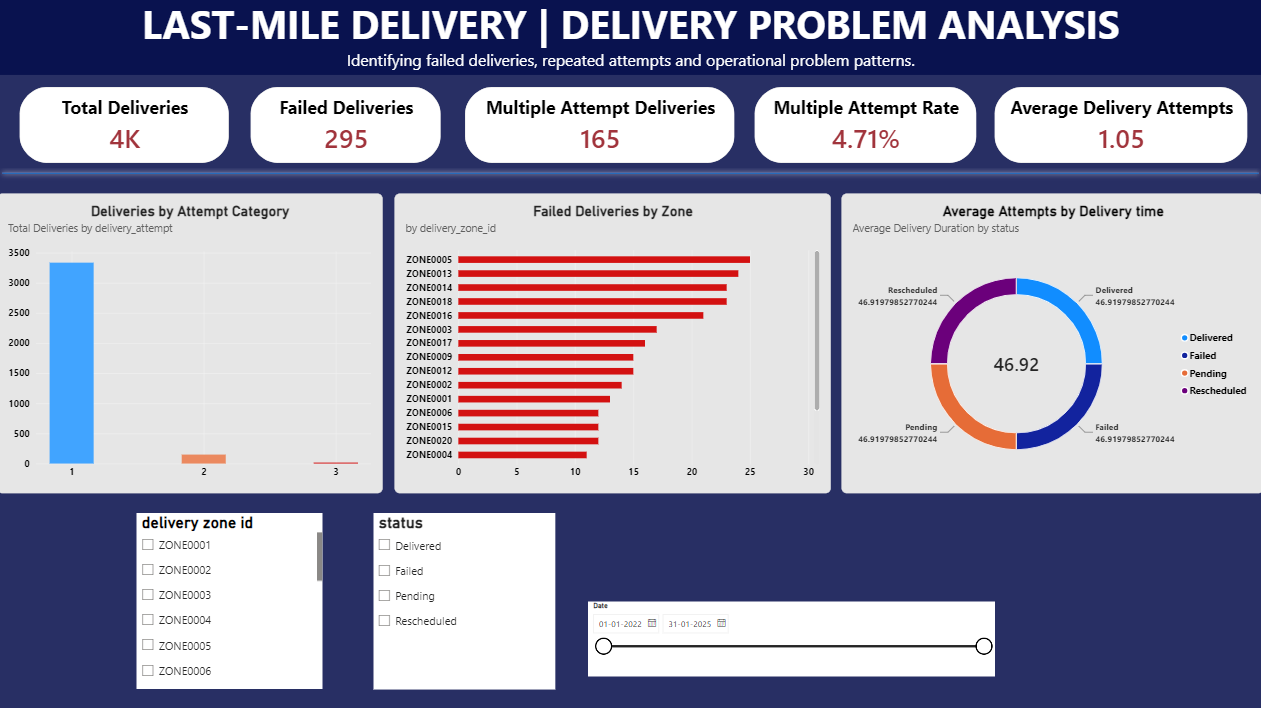 LAST-MILE DELIVERY | DELIVERY PROBLEM ANALYSIS
Identifying failed deliveries, repeated attempts and operational problem patterns.
Total Deliveries
4K
Failed Deliveries
295
Multiple Attempt Deliveries
165
Multiple Attempt Rate
4.71%
Average Delivery Attempts
1.05
Deliveries by Attempt Category
Total Deliveries by delivery_attempt
3500
3000
2500
2000
1500
1000
500
0
1
2
3
Failed Deliveries by Zone
by delivery_zone_id
ZONE0005
ZONE0013
ZONE0014
ZONE0018
ZONE0016
ZONE0003
ZONE0017
ZONE0009
ZONE0012
ZONE0002
ZONE0001
ZONE0006
ZONE0015
ZONE0020
ZONE0004
0
5
10
15
20
25
30
Average Attempts by Delivery time
Average Delivery Duration by status
Rescheduled
46.91979852770244
Delivered
46.91979852770244
46.92
Pending
46.91979852770244
Failed
46.91979852770244
Delivered
Failed
Pending
Rescheduled
delivery zone id
ZONE0001
ZONE0002
ZONE0003
ZONE0004
ZONE0005
ZONE0006
status
Delivered
Failed
Pending
Rescheduled
Date
01-01-2022
31-01-2025